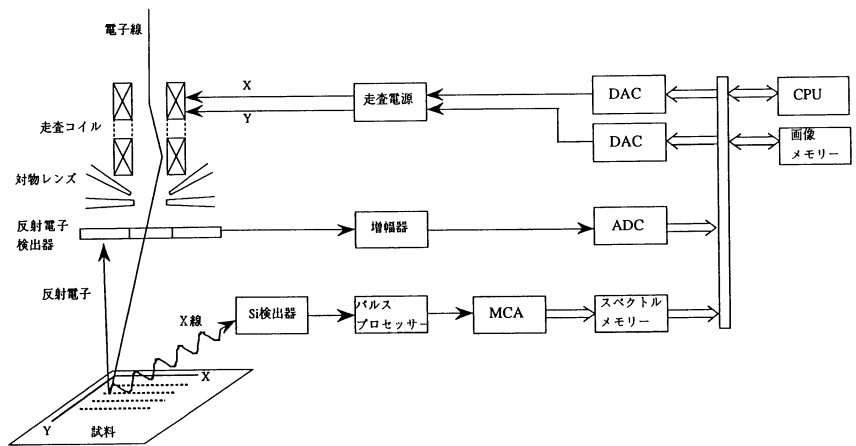 電子線
X
Y
走査電源
DAC
CPU
走査コイル
DAC
画像
メモリー
対物レンズ
反射電子
検出器
増幅器
ADC
反射電子
X線
Si検出器
パルス
プロセッサー
MCA
スペクトル
メモリー
X
Y
試料